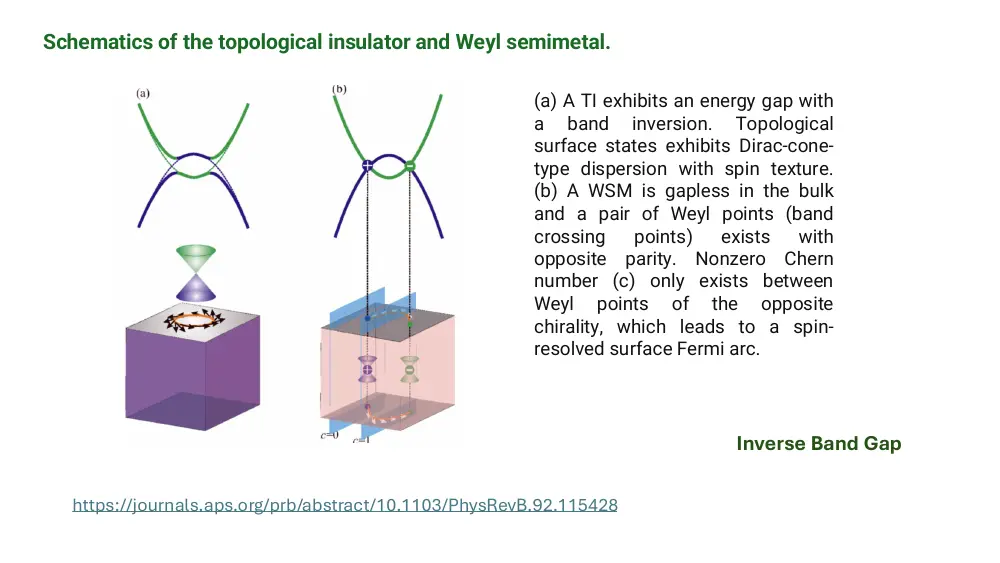 Schematics of the topological insulator and Weyl semimetal.
(a)
(b)
+
−
+
−
c=0
c=1
(a) A TI exhibits an energy gap with
a band inversion. Topological
surface states exhibits Dirac-cone-
type dispersion with spin texture.
(b) A WSM is gapless in the bulk
and a pair of Weyl points (band
crossing points) exists with
opposite parity. Nonzero Chern
number (c) only exists between
Weyl points of the opposite
chirality, which leads to a spin-
resolved surface Fermi arc.
Inverse Band Gap
https://journals.aps.org/prb/abstract/10.1103/PhysRevB.92.115428